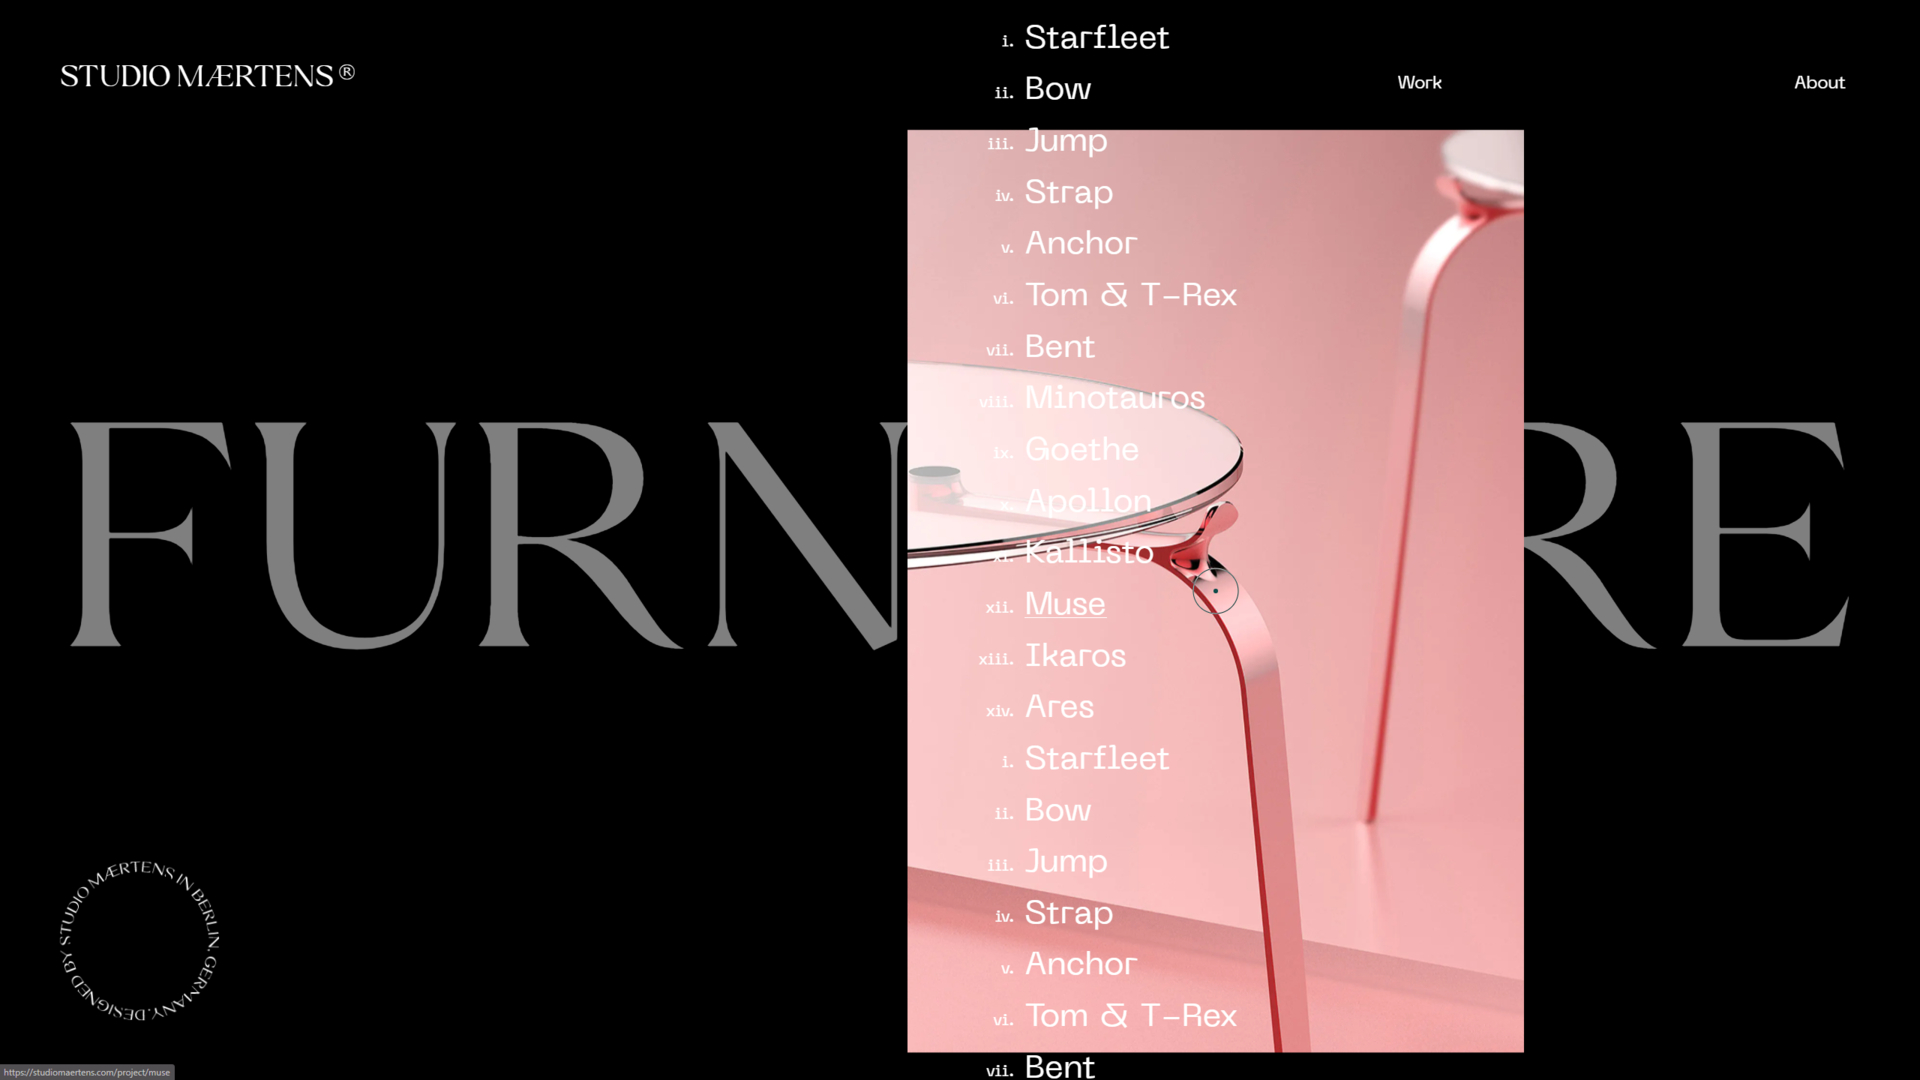 STUDIO MÆRTENS ®
Work
About
i. Starfleet
ii. Bow
iii. Jump
iv. Strap
v. Anchor
vi. Tom & T-Rex
vii. Bent
viii. Minotauros
ix. Goethe
x. Apollon
xi. Kallisto
xii. Muse
xiii. Ikaros
xiv. Ares
i. Starfleet
ii. Bow
iii. Jump
iv. Strap
v. Anchor
vi. Tom & T-Rex
vii. Bent
FURN RE
DESIGNED BY STUDIO MÆRTENS IN BERLIN, GERMANY.
https://studiomaertens.com/project/muse